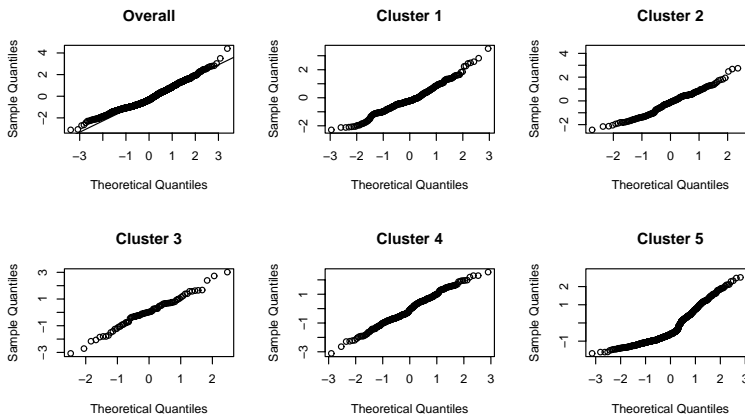 Overall
Sample Quantiles
−2 0 2 4
−3 −2 −1 0 1 2 3
Theoretical Quantiles
Cluster 1
Sample Quantiles
−2 0 2
−3 −2 −1 0 1 2 3
Theoretical Quantiles
Cluster 2
Sample Quantiles
−2 0 2 4
−2 −1 0 1 2
Theoretical Quantiles
Cluster 3
Sample Quantiles
−3 −1 1 3
−2 −1 0 1 2
Theoretical Quantiles
Cluster 4
Sample Quantiles
−3 −1 1 3
−3 −2 −1 0 1 2 3
Theoretical Quantiles
Cluster 5
Sample Quantiles
−1 1 2
−3 −2 −1 0 1 2 3
Theoretical Quantiles